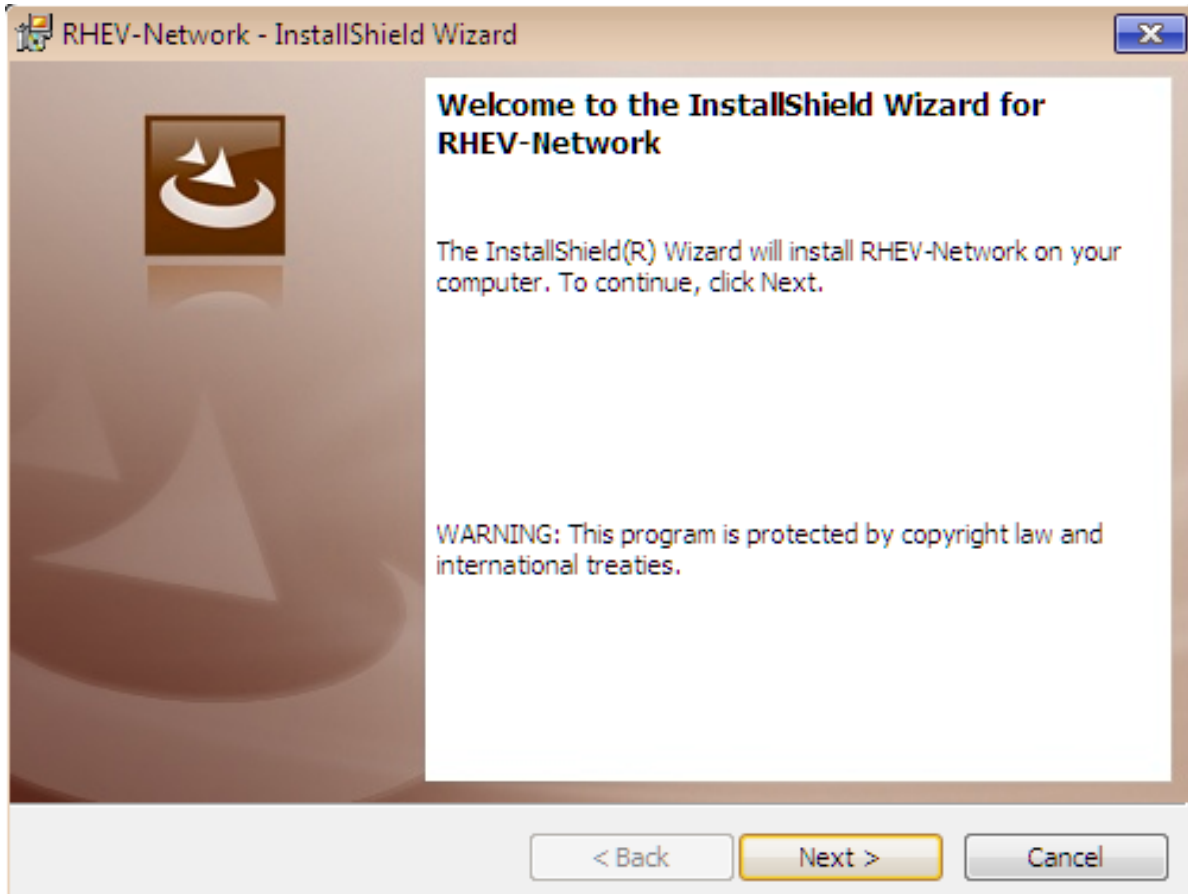 RHEV-Network - InstallShield Wizard
Welcome to the InstallShield Wizard for
RHEV-Network
The InstallShield(R) Wizard will install RHEV-Network on your
computer. To continue, click Next.
WARNING: This program is protected by copyright law and
international treaties.
< Back Next > Cancel